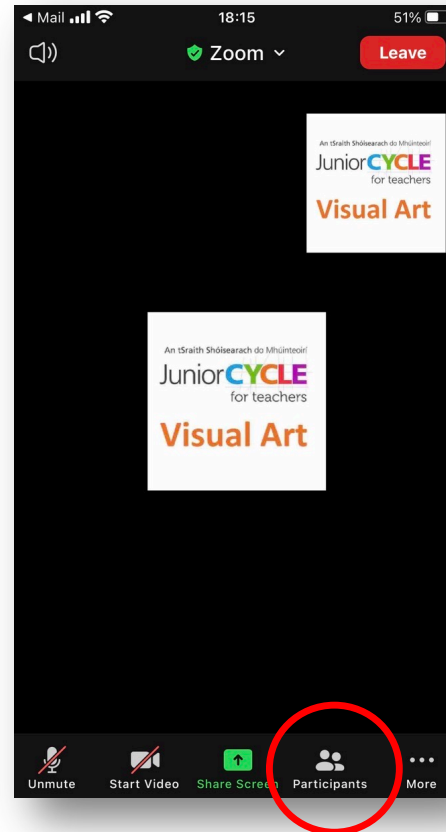 Mail 18:15 51%
Zoom Leave
An tSraith Shóisearach do Mhúinteoirí
JuniorCYCLE
for teachers
Visual Art
An tSraith Shóisearach do Mhúinteoirí
JuniorCYCLE
for teachers
Visual Art
Unmute Start Video Share Screen Participants More